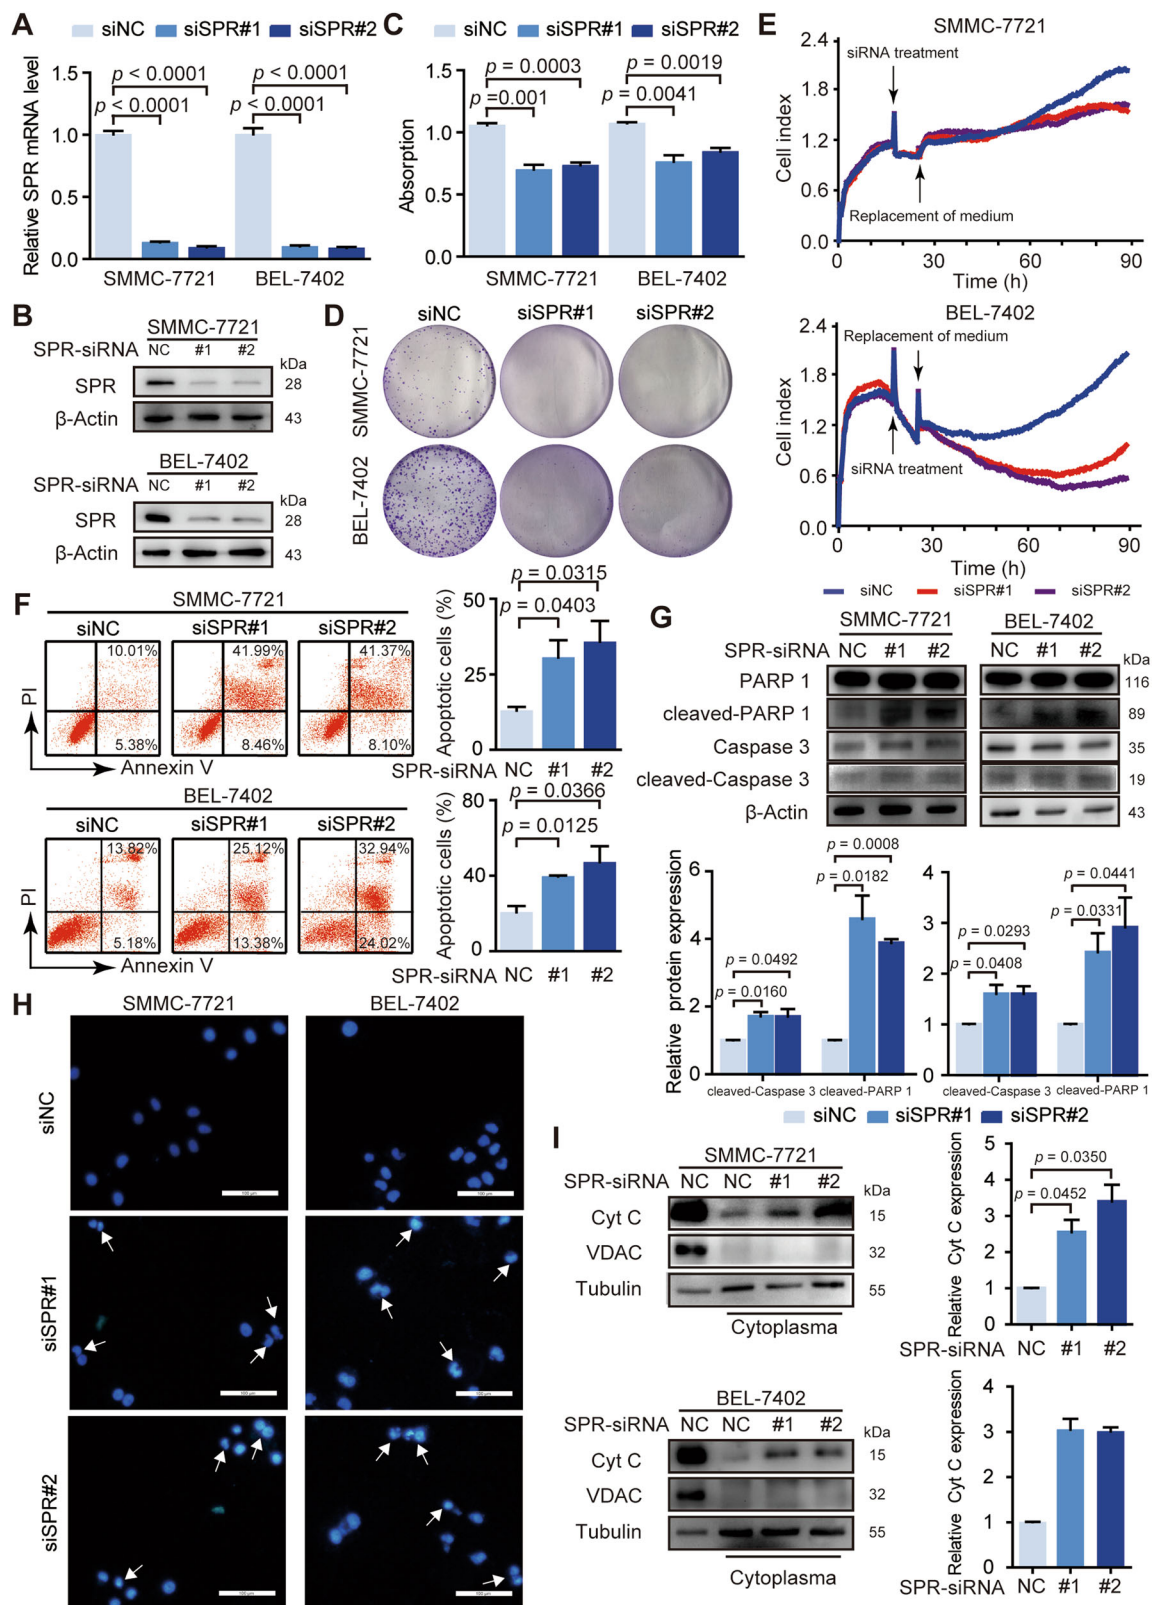 A
siNC siSPR#1 siSPR#2
Relative SPR mRNA level
1.5
1.0
0.5
0.0
p < 0.0001
p < 0.0001
p < 0.0001
p < 0.0001
SMMC-7721 BEL-7402
B
SMMC-7721
SPR-siRNA NC #1 #2
kDa
SPR 28
β-Actin 43
BEL-7402
SPR-siRNA NC #1 #2
kDa
SPR 28
β-Actin 43
C
siNC siSPR#1 siSPR#2
Absorption
1.5
1.0
0.5
0.0
p = 0.0003
p =0.001
p = 0.0019
p = 0.0041
SMMC-7721 BEL-7402
D
siNC siSPR#1 siSPR#2
SMMC-7721
BEL-7402
E
SMMC-7721
Cell index
2.4
1.8
1.2
0.6
0.0
siRNA treatment
Replacement of medium
0 30 60 90
Time (h)
BEL-7402
Cell index
2.4
1.8
1.2
0.6
0.0
Replacement of medium
siRNA treatment
0 30 60 90
Time (h)
siNC siSPR#1 siSPR#2
F
SMMC-7721
siNC siSPR#1 siSPR#2
10.01% 41.99% 41.37%
5.38% 8.46% 8.10%
PI
Annexin V
Apoptotic cells (%)
50
25
0
p = 0.0315
p = 0.0403
SPR-siRNA NC #1 #2
BEL-7402
siNC siSPR#1 siSPR#2
13.82% 25.12% 32.94%
5.18% 13.38% 24.02%
PI
Annexin V
Apoptotic cells (%)
80
40
0
p = 0.0366
p = 0.0125
SPR-siRNA NC #1 #2
G
SMMC-7721 BEL-7402
SPR-siRNA NC #1 #2 NC #1 #2
kDa
PARP 1 116
cleaved-PARP 1 89
Caspase 3 35
cleaved-Caspase 3 19
β-Actin 43
Relative protein expression
6
4
2
0
p = 0.0492
p = 0.0160
p = 0.0008
p = 0.0182
cleaved-Caspase 3 cleaved-PARP 1
4
3
2
1
0
p = 0.0293
p = 0.0408
p = 0.0441
p = 0.0331
cleaved-Caspase 3 cleaved-PARP 1
siNC siSPR#1 siSPR#2
H
SMMC-7721 BEL-7402
siNC
siSPR#1
siSPR#2
100 μm
100 μm
100 μm
100 μm
100 μm
100 μm
I
SMMC-7721
SPR-siRNA NC NC #1 #2
kDa
Cyt C 15
VDAC 32
Tubulin 55
Cytoplasma
Relative Cyt C expression
5
4
3
2
1
0
p = 0.0350
p = 0.0452
SPR-siRNA NC #1 #2
BEL-7402
SPR-siRNA NC NC #1 #2
kDa
Cyt C 15
VDAC 32
Tubulin 55
Cytoplasma
Relative Cyt C expression
4
3
2
1
0
SPR-siRNA NC #1 #2